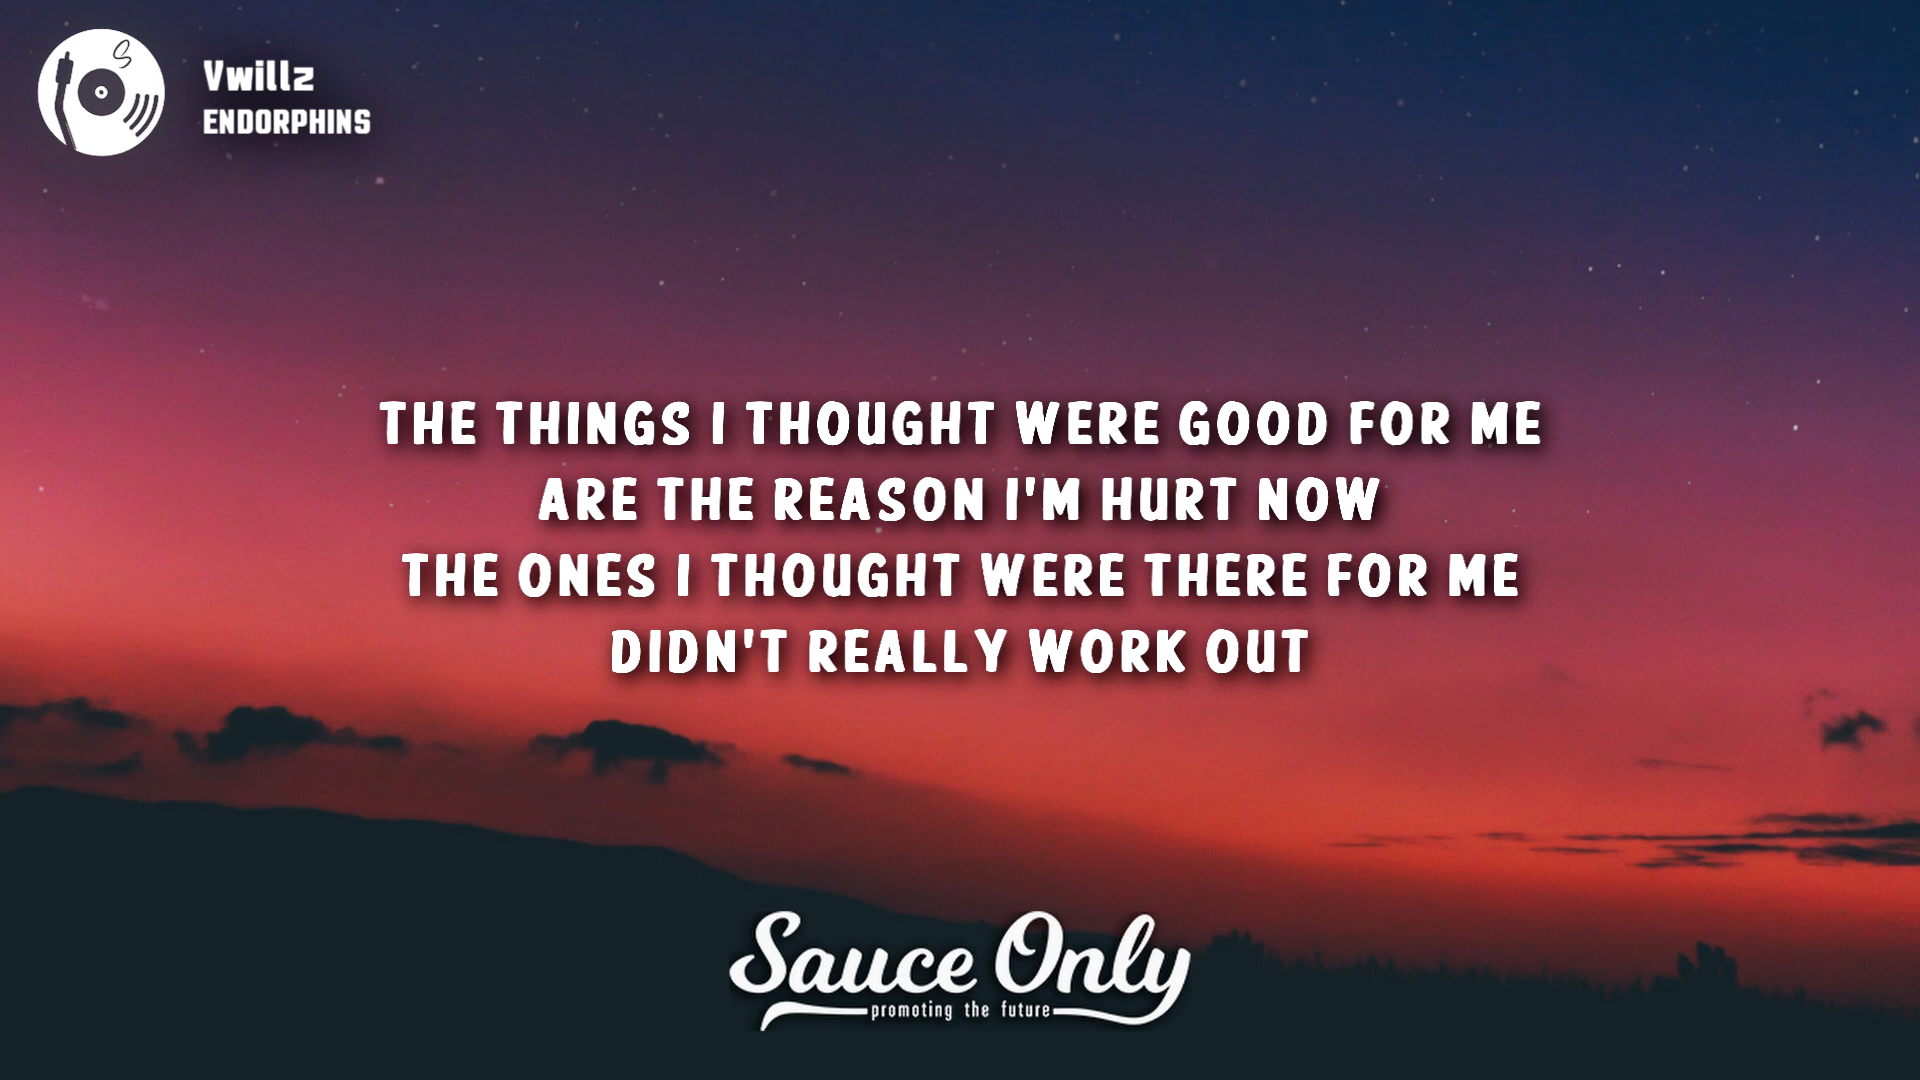 S
Vwillz
ENDORPHINS
THE THINGS I THOUGHT WERE GOOD FOR ME
ARE THE REASON I'M HURT NOW
THE ONES I THOUGHT WERE THERE FOR ME
DIDN'T REALLY WORK OUT
Sauce Only
promoting the future